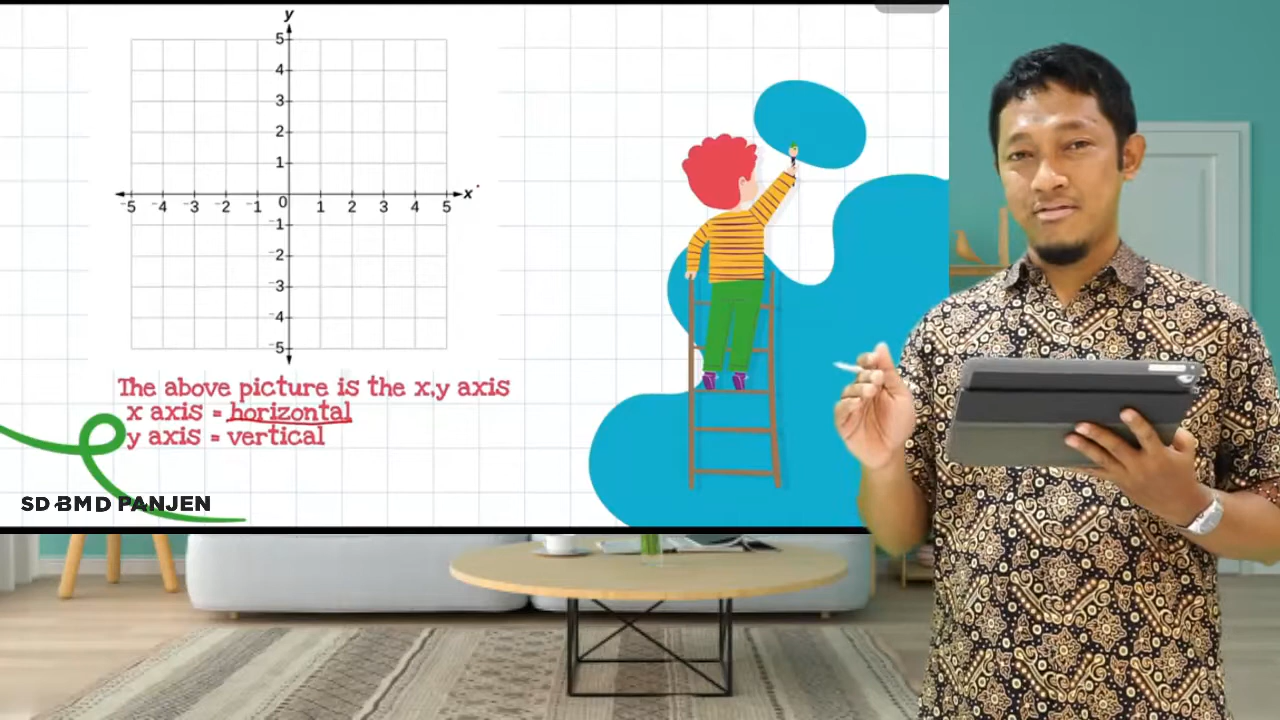 y
5
4
3
2
1
-5 -4 -3 -2 -1 0 1 2 3 4 5 x
-1
-2
-3
-4
-5
The above picture is the x,y axis
x axis = horizontal
y axis = vertical
SD BMD PANJEN